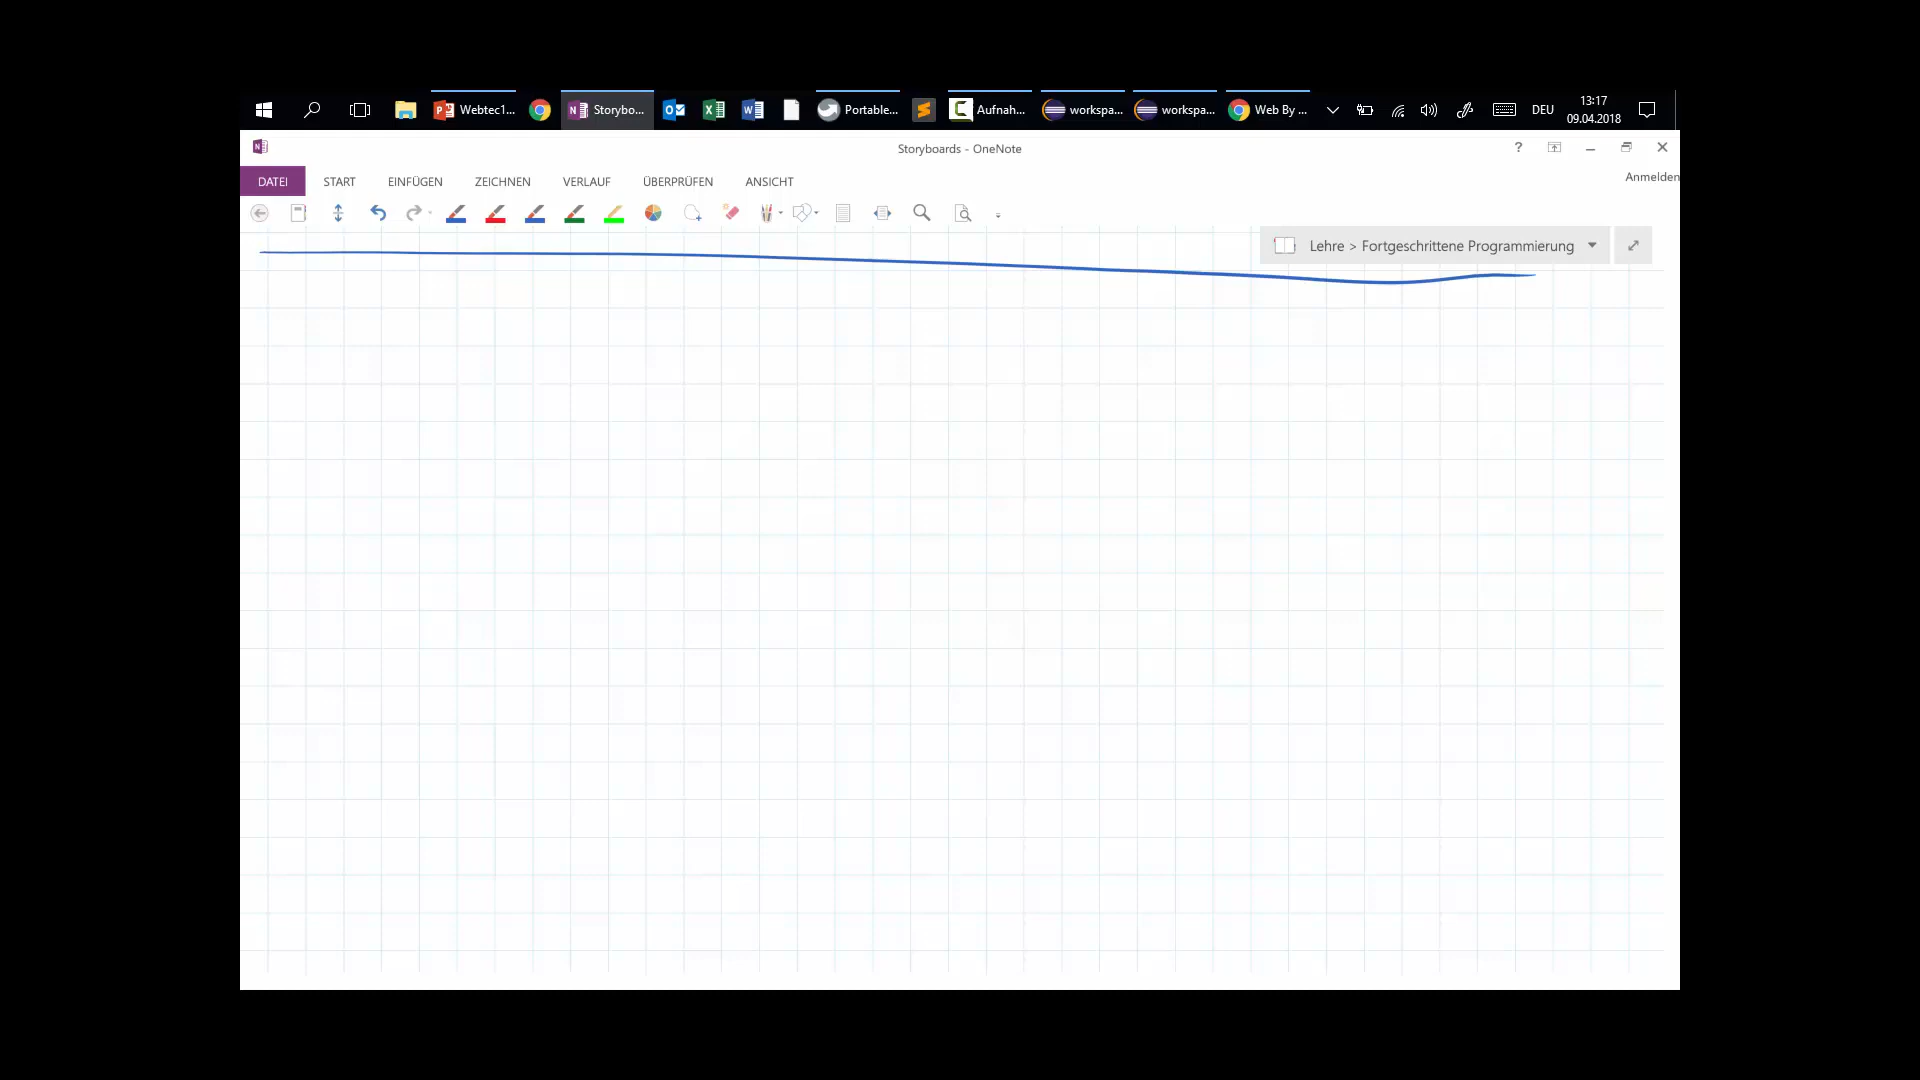 Webtec1... Storybo... Portable... Aufnah... workspa... workspa... Web By ... DEU 13:17
09.04.2018
Storyboards - OneNote
DATEI START EINFÜGEN ZEICHNEN VERLAUF ÜBERPRÜFEN ANSICHT Anmelden
Lehre > Fortgeschrittene Programmierung